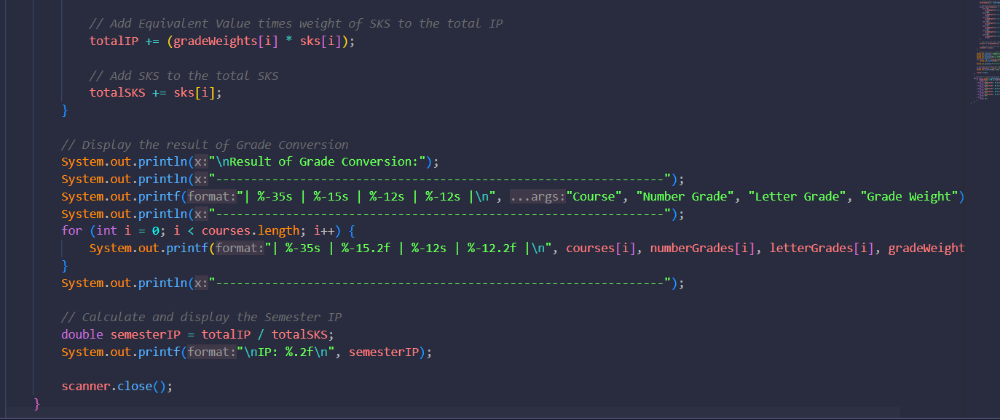 // Add Equivalent Value times weight of SKS to the total IP
totalIP += (gradeWeights[i] * sks[i]);
// Add SKS to the total SKS
totalSKS += sks[i];
}
// Display the result of Grade Conversion
System.out.println(x:"\nResult of Grade Conversion:");
System.out.println(x:"----------------------------------------------------------------");
System.out.printf(format:"| %-35s | %-15s | %-12s | %-12s |\n", ...args:"Course", "Number Grade", "Letter Grade", "Grade Weight")
System.out.println(x:"----------------------------------------------------------------");
for (int i = 0; i < courses.length; i++) {
System.out.printf(format:"| %-35s | %-15.2f | %-12s | %-12.2f |\n", courses[i], numberGrades[i], letterGrades[i], gradeWeight
}
System.out.println(x:"----------------------------------------------------------------");
// Calculate and display the Semester IP
double semesterIP = totalIP / totalSKS;
System.out.printf(format:"\nIP: %.2f\n", semesterIP);
scanner.close();
}